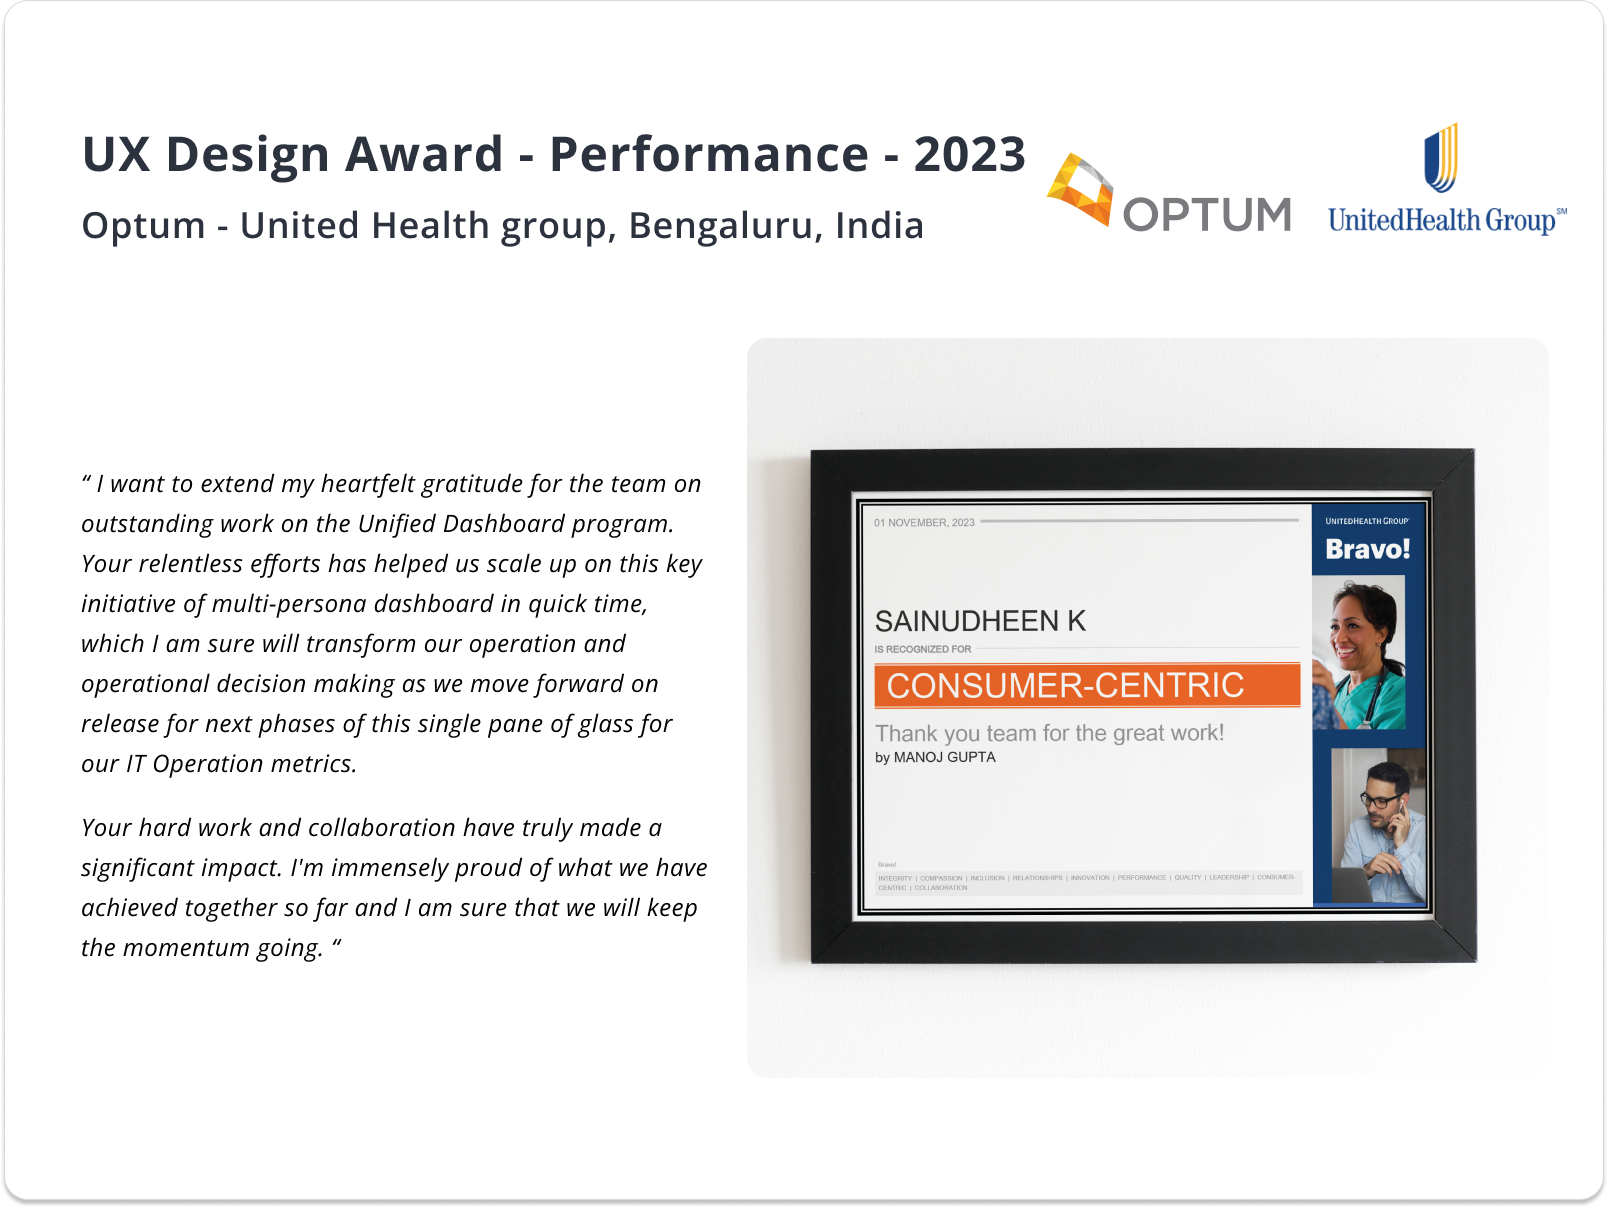 UX Design Award - Performance - 2023
Optum - United Health group, Bengaluru, India
OPTUM
UnitedHealth Group℠
“ I want to extend my heartfelt gratitude for the team on
outstanding work on the Unified Dashboard program.
Your relentless efforts has helped us scale up on this key
initiative of multi-persona dashboard in quick time,
which I am sure will transform our operation and
operational decision making as we move forward on
release for next phases of this single pane of glass for
our IT Operation metrics.
Your hard work and collaboration have truly made a
significant impact. I'm immensely proud of what we have
achieved together so far and I am sure that we will keep
the momentum going. “
01 NOVEMBER, 2023
SAINUDHEEN K
IS RECOGNIZED FOR
CONSUMER-CENTRIC
Thank you team for the great work!
by MANOJ GUPTA
Bravo!
INTEGRITY | COMPASSION | INCLUSION | RELATIONSHIPS | INNOVATION | PERFORMANCE | QUALITY | LEADERSHIP | CONSUMER-
CENTRIC | COLLABORATION
UNITEDHEALTH GROUP
Bravo!